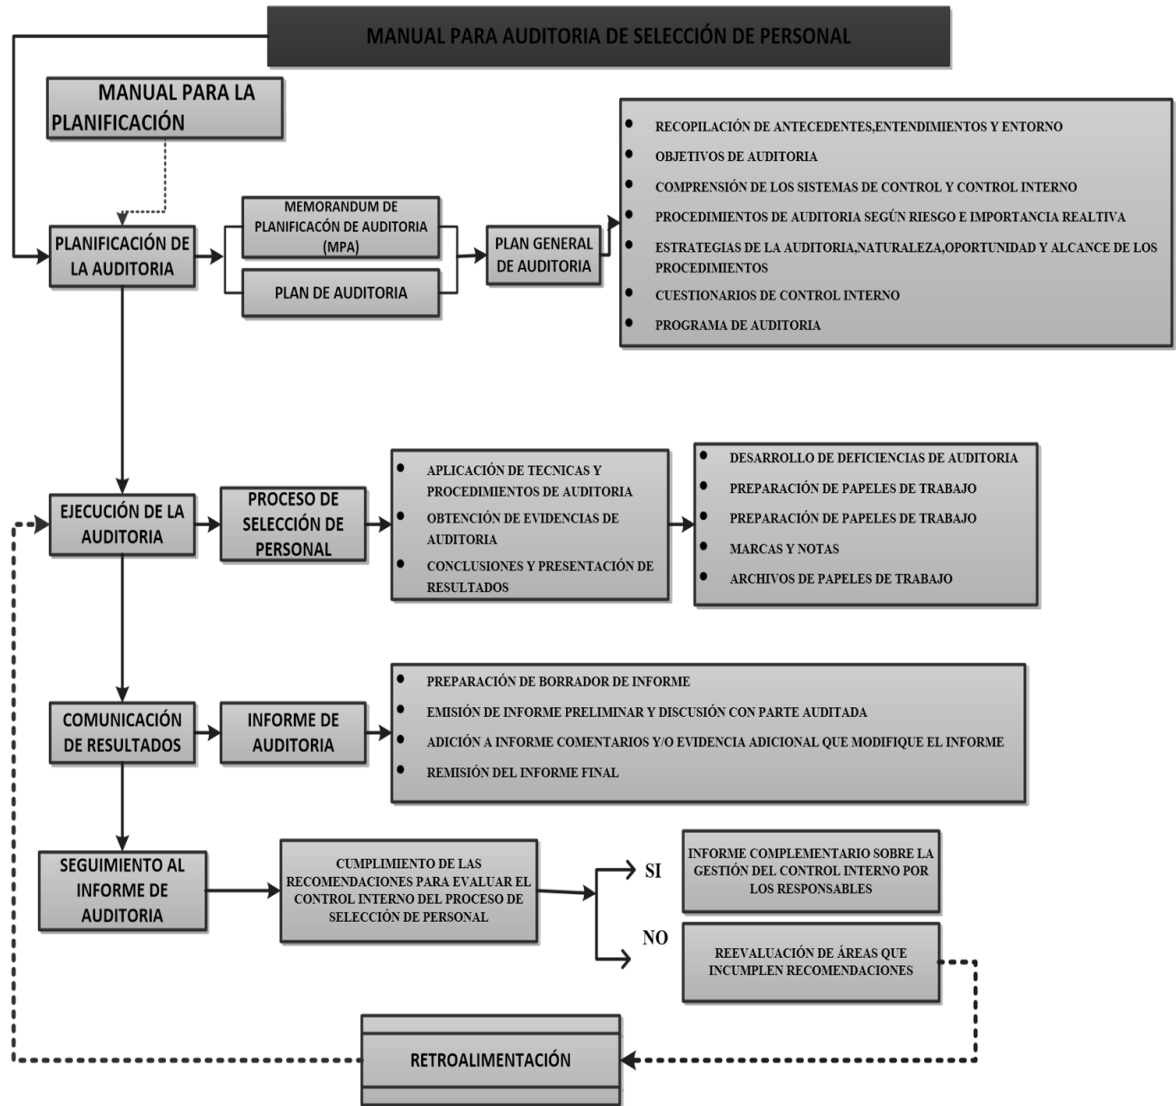 MANUAL PARA AUDITORIA DE SELECCIÓN DE PERSONAL
MANUAL PARA LA
PLANIFICACIÓN
PLANIFICACIÓN DE
LA AUDITORIA
MEMORANDUM DE
PLANIFICACÓN DE AUDITORIA
(MPA)
PLAN DE AUDITORIA
PLAN GENERAL
DE AUDITORIA
• RECOPILACIÓN DE ANTECEDENTES,ENTENDIMIENTOS Y ENTORNO
• OBJETIVOS DE AUDITORIA
• COMPRENSIÓN DE LOS SISTEMAS DE CONTROL Y CONTROL INTERNO
• PROCEDIMIENTOS DE AUDITORIA SEGÚN RIESGO E IMPORTANCIA REALTIVA
• ESTRATEGIAS DE LA AUDITORIA,NATURALEZA,OPORTUNIDAD Y ALCANCE DE LOS
PROCEDIMIENTOS
• CUESTIONARIOS DE CONTROL INTERNO
• PROGRAMA DE AUDITORIA
EJECUCIÓN DE LA
AUDITORIA
PROCESO DE
SELECCIÓN DE
PERSONAL
• APLICACIÓN DE TECNICAS Y
PROCEDIMIENTOS DE AUDITORIA
• OBTENCIÓN DE EVIDENCIAS DE
AUDITORIA
• CONCLUSIONES Y PRESENTACIÓN DE
RESULTADOS
• DESARROLLO DE DEFICIENCIAS DE AUDITORIA
• PREPARACIÓN DE PAPELES DE TRABAJO
• PREPARACIÓN DE PAPELES DE TRABAJO
• MARCAS Y NOTAS
• ARCHIVOS DE PAPELES DE TRABAJO
COMUNICACIÓN
DE RESULTADOS
INFORME DE
AUDITORIA
• PREPARACIÓN DE BORRADOR DE INFORME
• EMISIÓN DE INFORME PRELIMINAR Y DISCUSIÓN CON PARTE AUDITADA
• ADICIÓN A INFORME COMENTARIOS Y/O EVIDENCIA ADICIONAL QUE MODIFIQUE EL INFORME
• REMISIÓN DEL INFORME FINAL
SEGUIMIENTO AL
INFORME DE
AUDITORIA
CUMPLIMIENTO DE LAS
RECOMENDACIONES PARA EVALUAR EL
CONTROL INTERNO DEL PROCESO DE
SELECCIÓN DE PERSONAL
SI
INFORME COMPLEMENTARIO SOBRE LA
GESTIÓN DEL CONTROL INTERNO POR
LOS RESPONSABLES
NO
REEVALUACIÓN DE ÁREAS QUE
INCUMPLEN RECOMENDACIONES
RETROALIMENTACIÓN